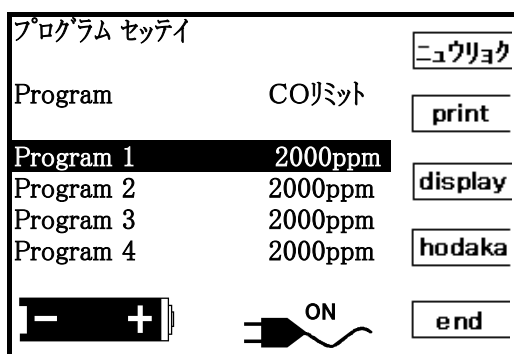 プログラム セッテイ
ニュウリョク
Program COリミット
print
Program 1 2000ppm
Program 2 2000ppm
display
Program 3 2000ppm
Program 4 2000ppm
hodaka
- + ON
end